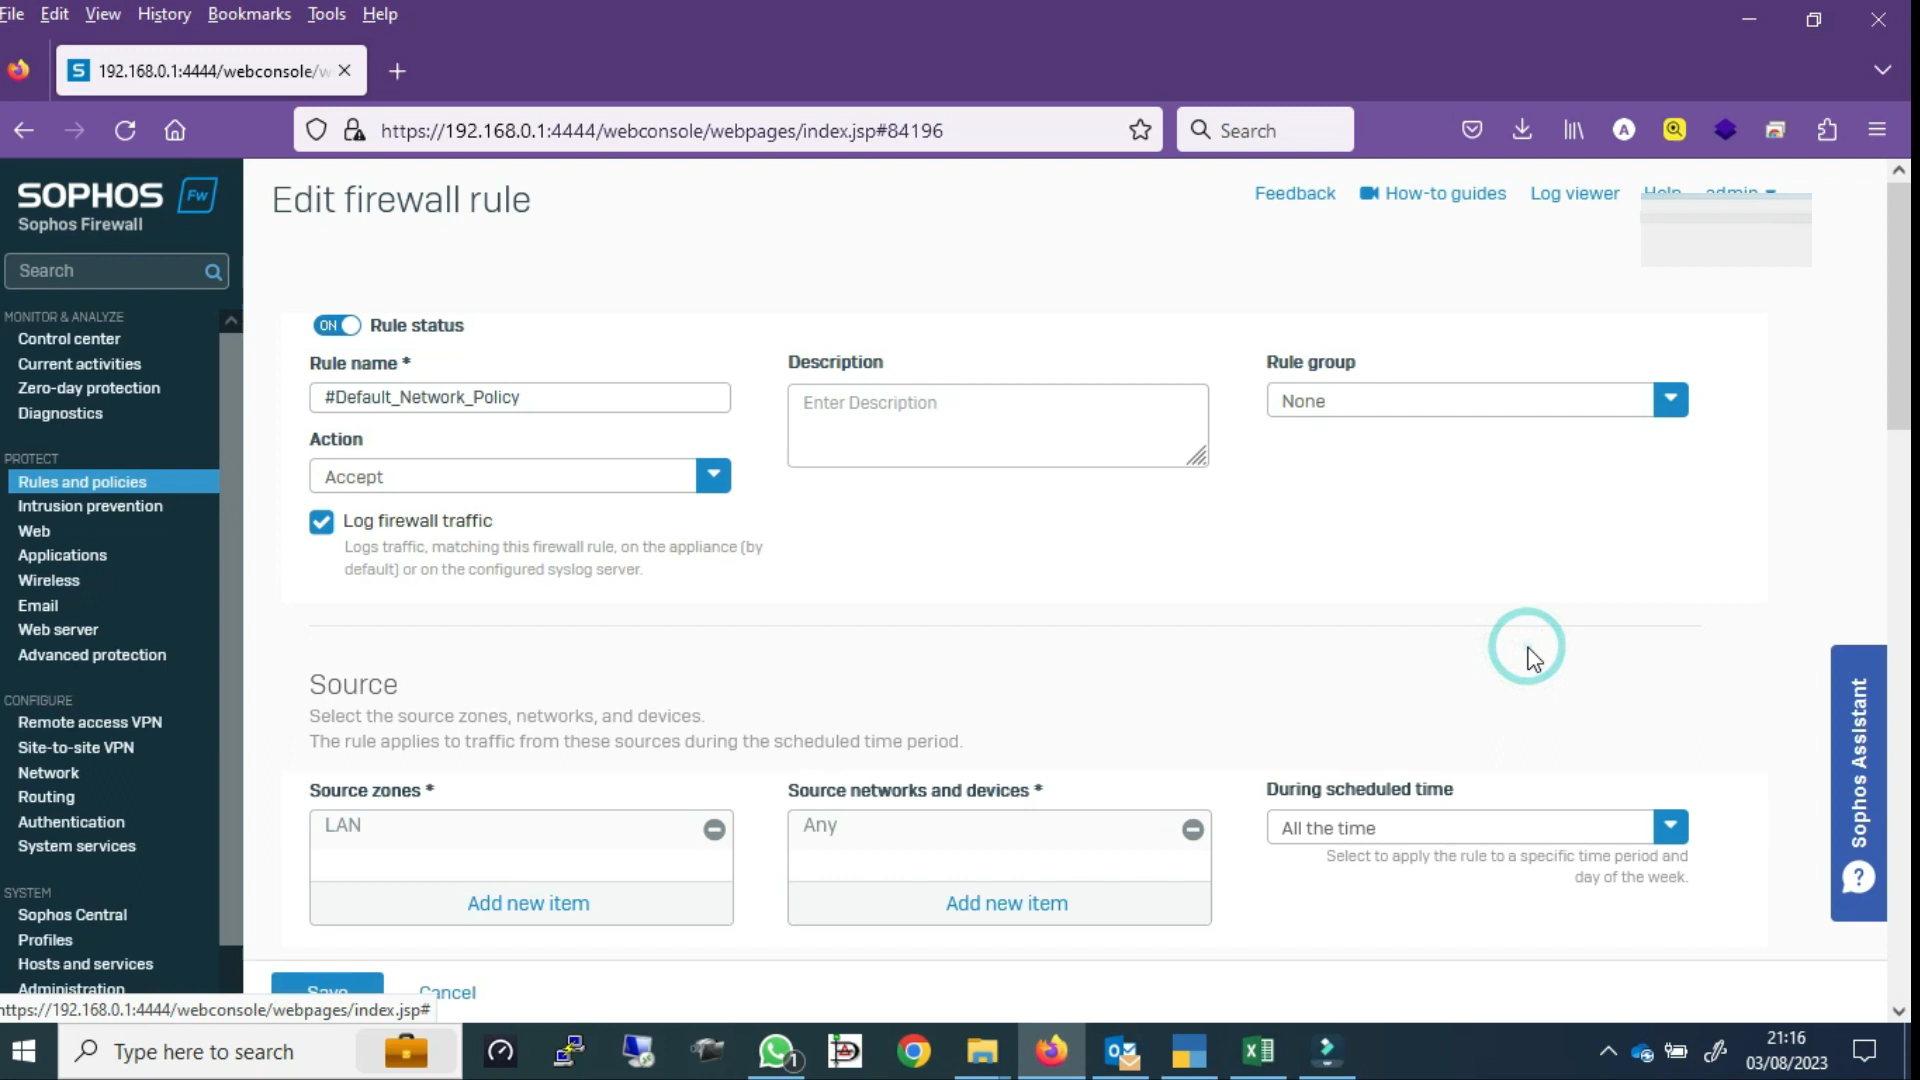 File Edit View History Bookmarks Tools Help
192.168.0.1:4444/webconsole/w
https://192.168.0.1:4444/webconsole/webpages/index.jsp#84196
Search
SOPHOS Fw
Sophos Firewall
Search
MONITOR & ANALYZE
Control center
Current activities
Zero-day protection
Diagnostics
PROTECT
Rules and policies
Intrusion prevention
Web
Applications
Wireless
Email
Web server
Advanced protection
CONFIGURE
Remote access VPN
Site-to-site VPN
Network
Routing
Authentication
System services
SYSTEM
Sophos Central
Profiles
Hosts and services
Administration
Edit firewall rule
Feedback How-to guides Log viewer Help admin
ON Rule status
Rule name *
#Default_Network_Policy
Description
Enter Description
Rule group
None
Action
Accept
Log firewall traffic
Logs traffic, matching this firewall rule, on the appliance (by
default) or on the configured syslog server.
Source
Select the source zones, networks, and devices.
The rule applies to traffic from these sources during the scheduled time period.
Source zones *
LAN
Add new item
Source networks and devices *
Any
Add new item
During scheduled time
All the time
Select to apply the rule to a specific time period and
day of the week.
Save Cancel
Sophos Assistant
?
https://192.168.0.1:4444/webconsole/webpages/index.jsp#
Type here to search
1
21:16
03/08/2023